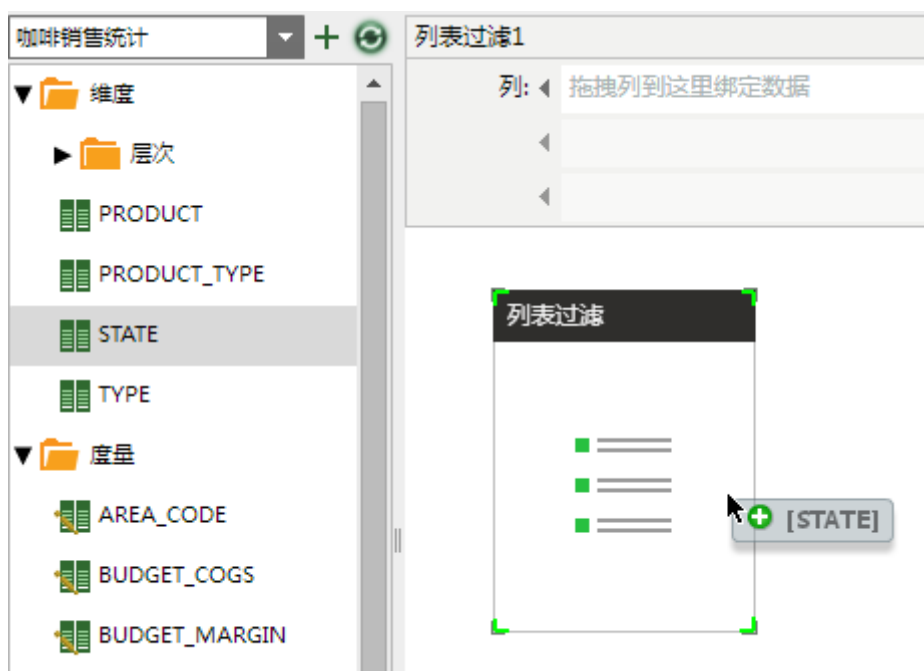 咖啡销售统计
列表过滤1
维度
列:
拖拽列到这里绑定数据
层次
PRODUCT
PRODUCT_TYPE
STATE
列表过滤
TYPE
度量
AREA_CODE
[STATE]
BUDGET_COGS
BUDGET_MARGIN